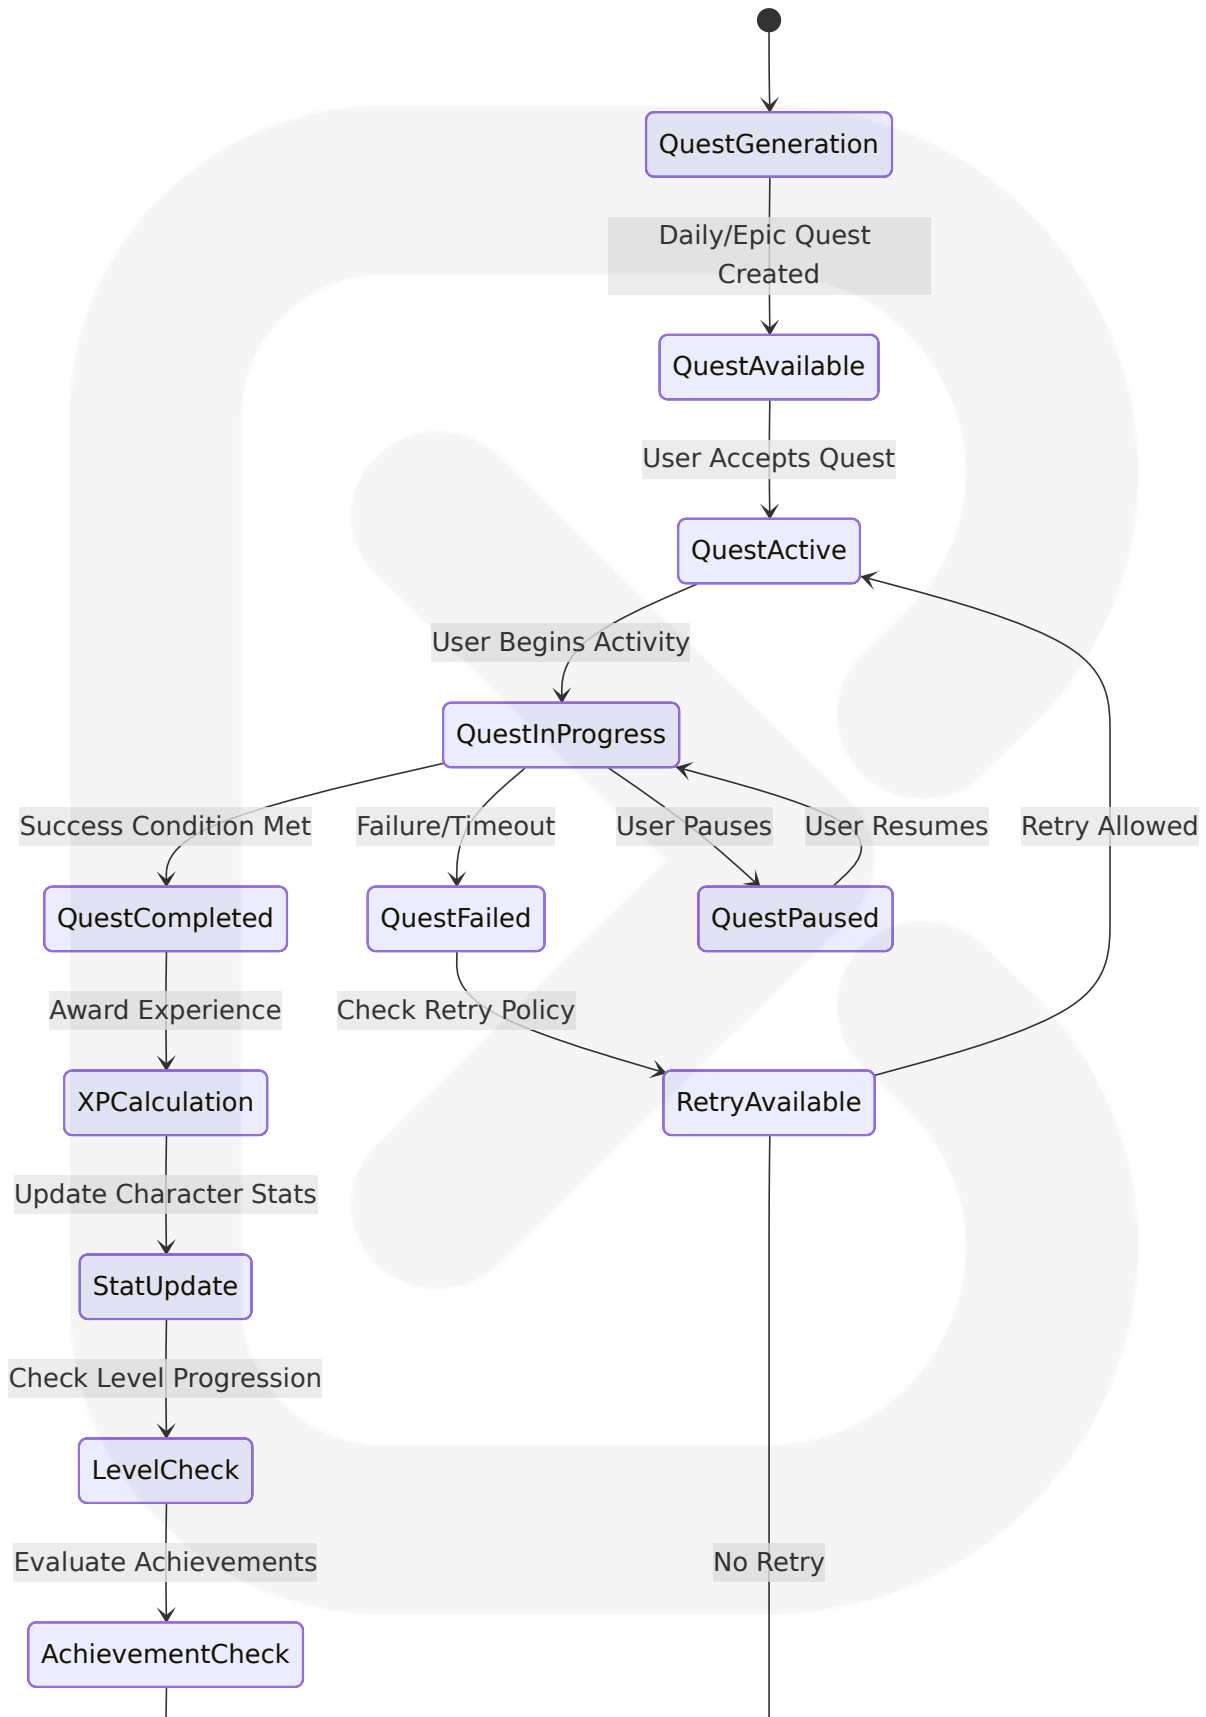 QuestGeneration
Daily/Epic Quest
Created
QuestAvailable
User Accepts Quest
QuestActive
User Begins Activity
QuestInProgress
Success Condition Met
Failure/Timeout
User Pauses
User Resumes
Retry Allowed
QuestCompleted
QuestFailed
QuestPaused
Award Experience
Check Retry Policy
XPCalculation
RetryAvailable
Update Character Stats
StatUpdate
Check Level Progression
LevelCheck
Evaluate Achievements
No Retry
AchievementCheck